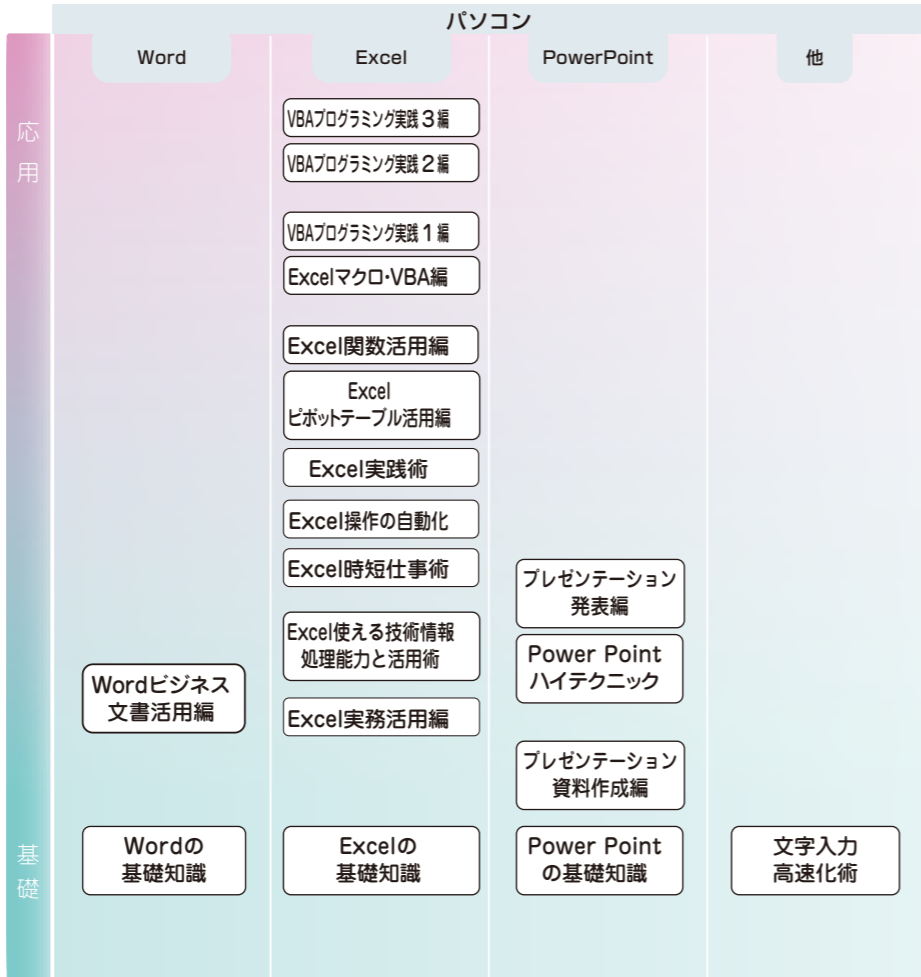 パソコン
Word
Excel
PowerPoint
他
応用
基礎
Wordビジネス
文書活用編
Wordの
基礎知識
VBAプログラミング実践3編
VBAプログラミング実践2編
VBAプログラミング実践1編
Excelマクロ・VBA編
Excel関数活用編
Excel
ピボットテーブル活用編
Excel実践術
Excel操作の自動化
Excel時短仕事術
Excel使える技術情報
処理能力と活用術
Excel実務活用編
Excelの
基礎知識
プレゼンテーション
発表編
Power Point
ハイテクニック
プレゼンテーション
資料作成編
Power Point
の基礎知識
文字入力
高速化術